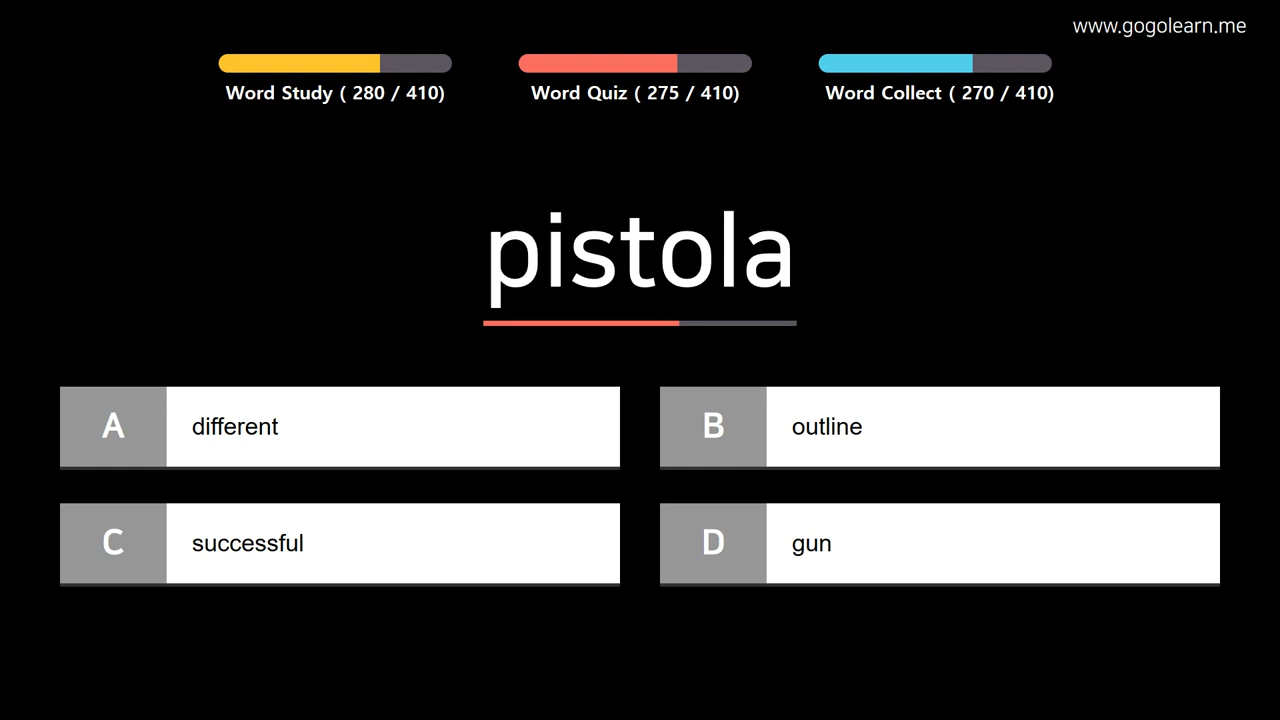 www.gogolearn.me
Word Study ( 280 / 410)
Word Quiz ( 275 / 410)
Word Collect ( 270 / 410)
pistola
A different
B outline
C successful
D gun